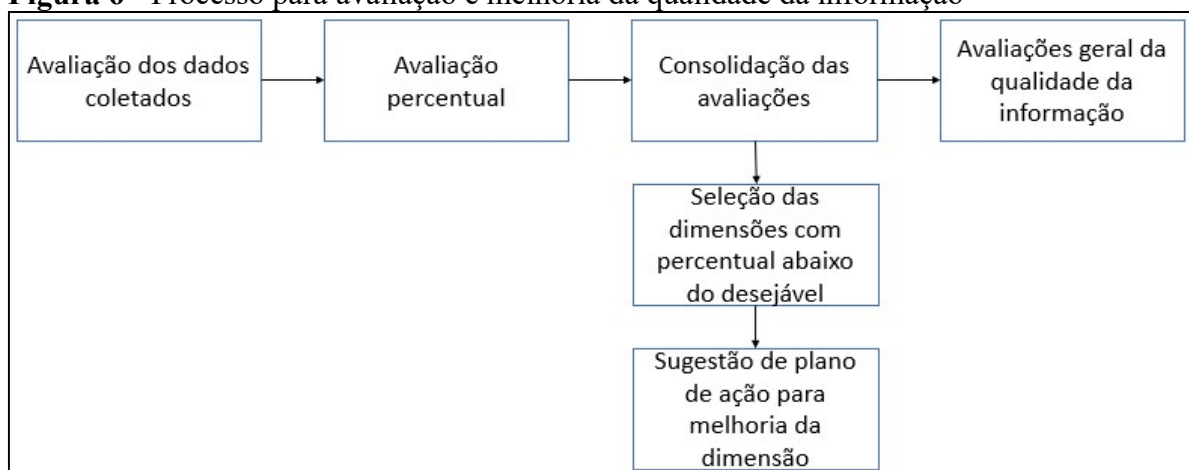 Figura 6 - Processo para avaliação e melhoria da qualidade da informação
Avaliação dos dados
coletados
Avaliação
percentual
Consolidação das
avaliações
Avaliações geral da
qualidade da
informação
Seleção das
dimensões com
percentual abaixo
do desejável
Sugestão de plano
de ação para
melhoria da
dimensão